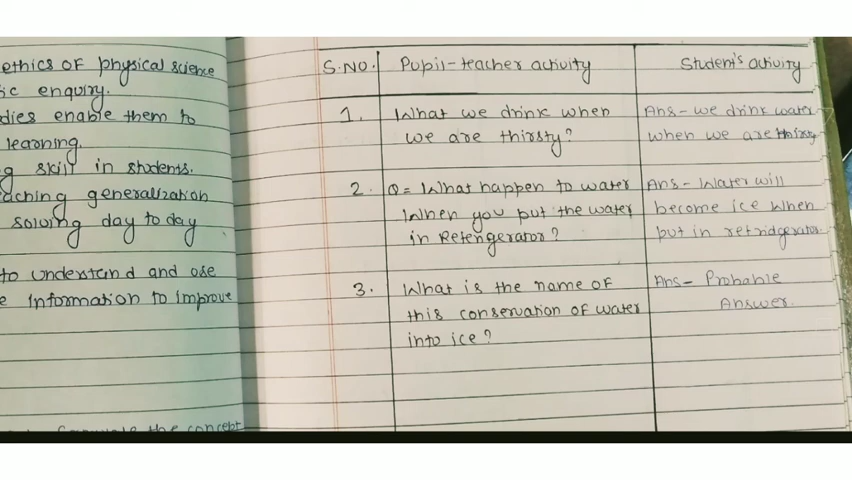 ethics of physical science
ic enquiry.
dies enable them to
learning.
g skill in students.
aching generalization
solving day to day
to understand and use
e information to improve
the concept
S.NO. Pupil-teacher activity Student's activity
1. What we drink when Ans- we drink water
we are thirsty? when we are thirsty
2. Q= What happen to water Ans- Water will
When you put the water become ice when
in Refengerator? put in refridgerator.
3. What is the name of Ans- Probable
this conservation of water Answer.
into ice?